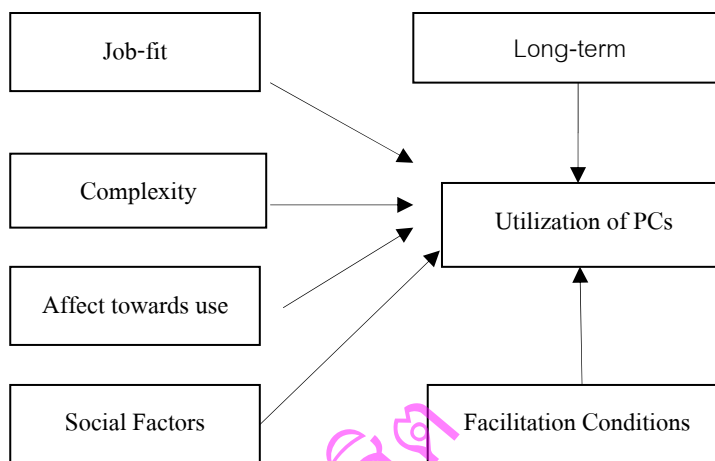 Job-fit
Long-term
Complexity
Utilization of PCs
Affect towards use
Social Factors
Facilitation Conditions